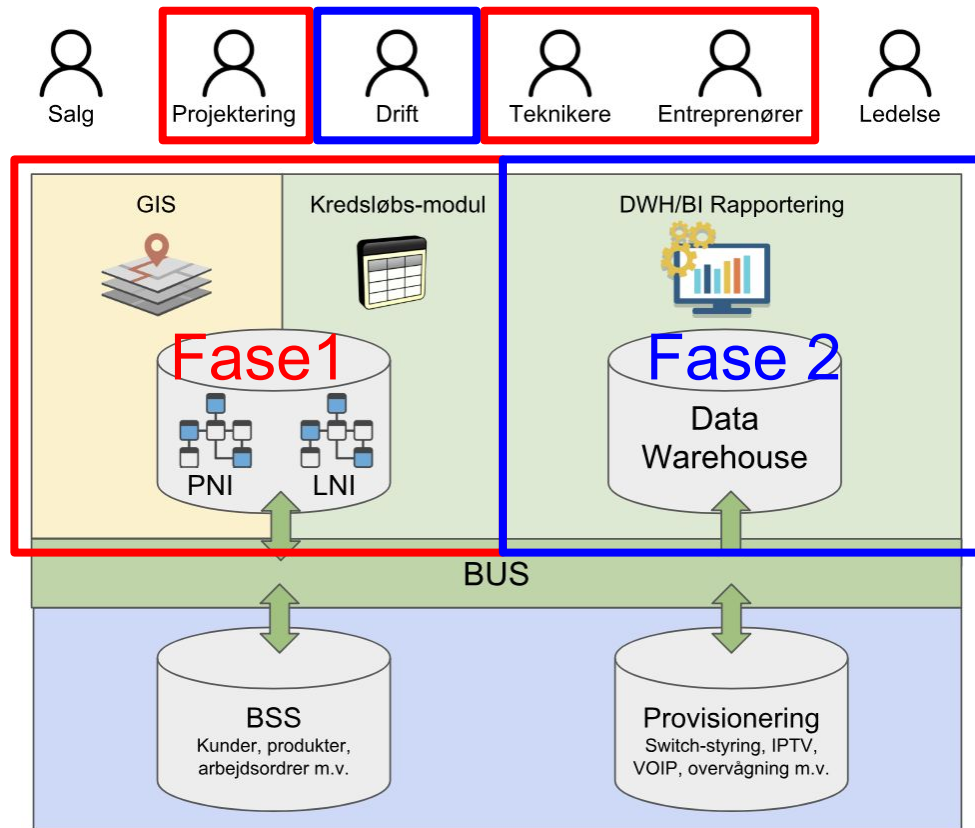 Salg
Projektering
Drift
Teknikere
Entreprenører
Ledelse
GIS
Kredsløbs-modul
DWH/BI Rapportering
Fase1
Fase 2
PNI
LNI
Data
Warehouse
BUS
BSS
Kunder, produkter,
arbejdsordrer m.v.
Provisionering
Switch-styring, IPTV,
VOIP, overvågning m.v.